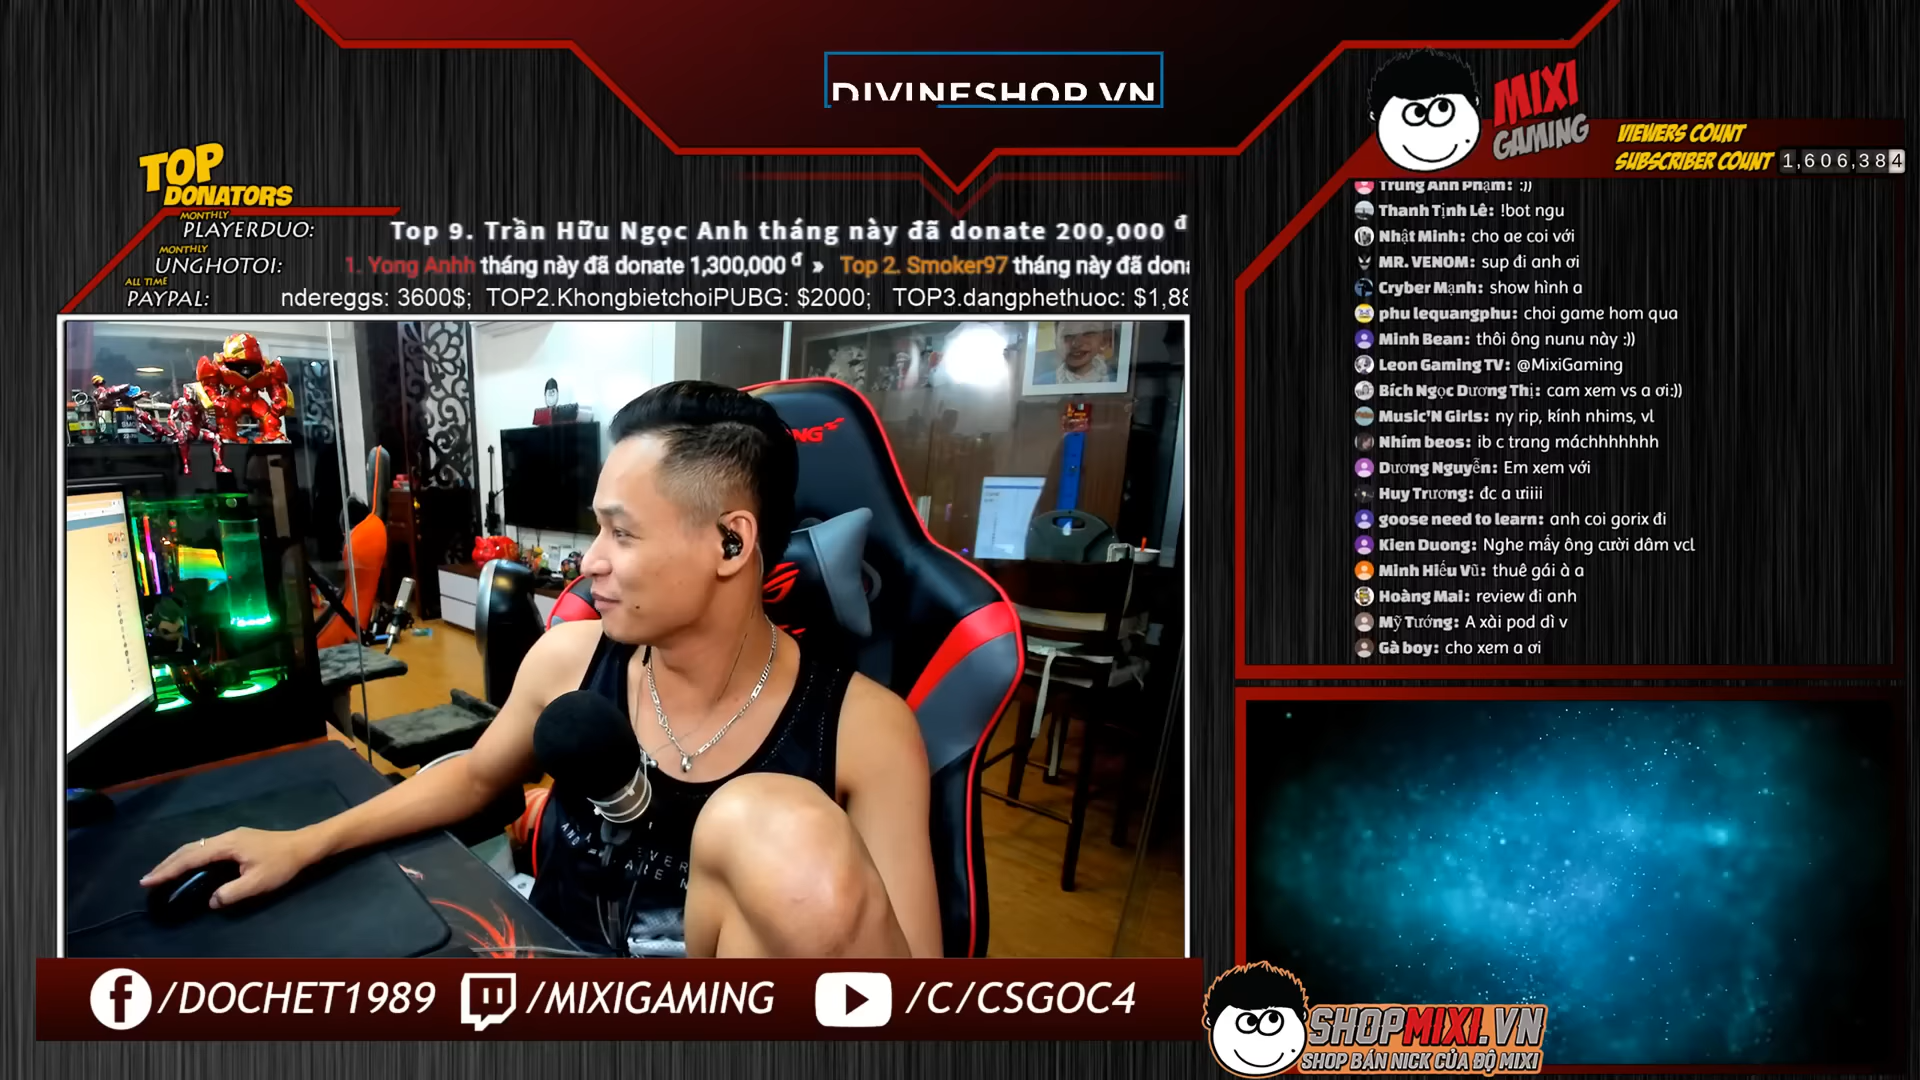 DIVINESHOP.VN
MIXI
GAMING
VIEWERS COUNT
SUBSCRIBER COUNT 1,606,384
TOP
DONATORS
MONTHLY
PLAYERDUO:
Top 9. Trần Hữu Ngọc Anh tháng này đã donate 200,000 đ
MONTHLY
UNGHOTOI:
1. Yong Anhh tháng này đã donate 1,300,000 đ » Top 2. Smoker97 tháng này đã
ALL TIME
PAYPAL:
ndereggs: 3600$; TOP2.KhongbietchoiPUBG: $2000; TOP3.dangphethuoc: $1,88
Trung Anh Phạm: :))
Thanh Tịnh Lê: !bot ngu
Nhật Minh: cho ae coi với
MR. VENOM: sup đi anh ơi
Cryber Mạnh: show hình a
phu lequangphu: choi game hom qua
Minh Bean: thôi ông nunu này :))
Leon Gaming TV: @MixiGaming
Bích Ngọc Dương Thị: cam xem vs a ơi:))
Music'N Girls: ny rip, kính nhims, vl
Nhím beos: ib c trang máchhhhhhh
Dương Nguyễn: Em xem với
Huy Trương: đc a ưiiii
goose need to learn: anh coi gorix đi
Kien Duong: Nghe mấy ông cười dâm vcl
Minh Hiếu Vũ: thuê gái à a
Hoàng Mai: review đi anh
Mỹ Tướng: A xài pod dì v
Gà boy: cho xem a ơi
/DOCHET1989
/MIXIGAMING
/C/CSGOC4
SHOPMIXI.VN
SHOP BÁN NICK CỦA ĐỘ MIXI